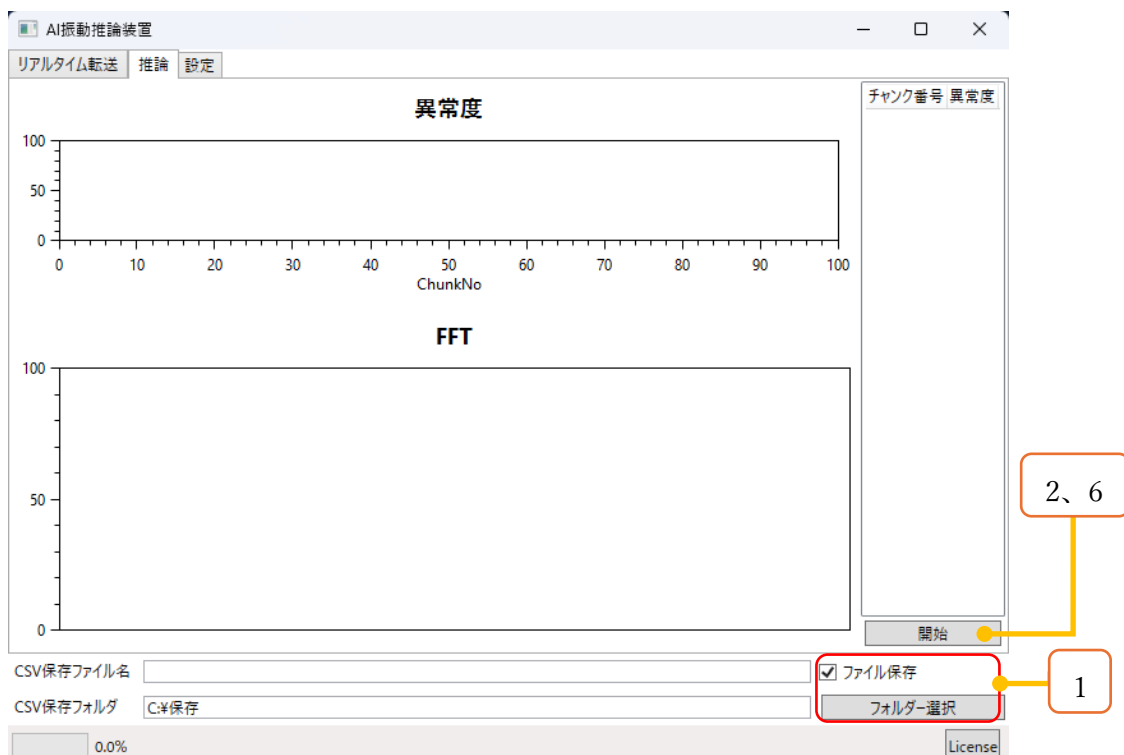 AI振動推論装置
リアルタイム転送 推論 設定
異常度
チャンク番号 異常度
100
50
0
0 10 20 30 40 50 60 70 80 90 100
ChunkNo
FFT
100
50
0
2、6
開始
CSV保存ファイル名
ファイル保存
1
CSV保存フォルダ C:¥保存
フォルダー選択
0.0%
License